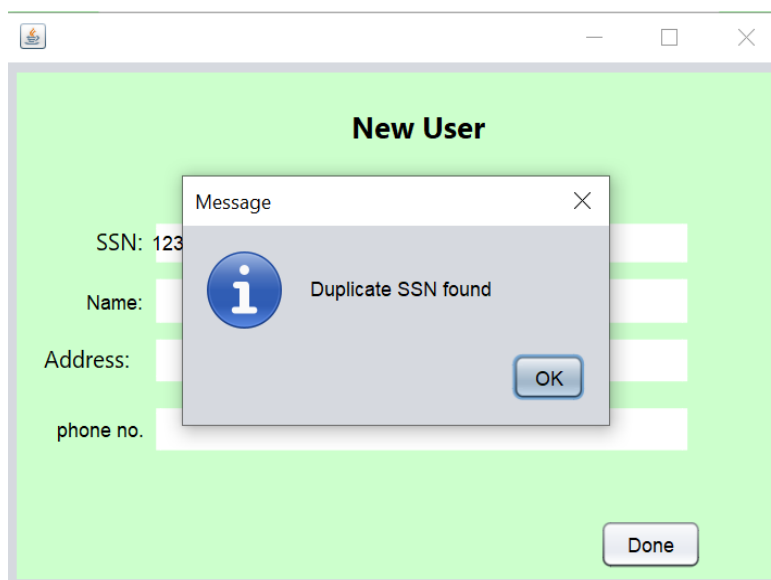 New User
Message
SSN: 123
Duplicate SSN found
Name:
Address:
OK
phone no.
Done